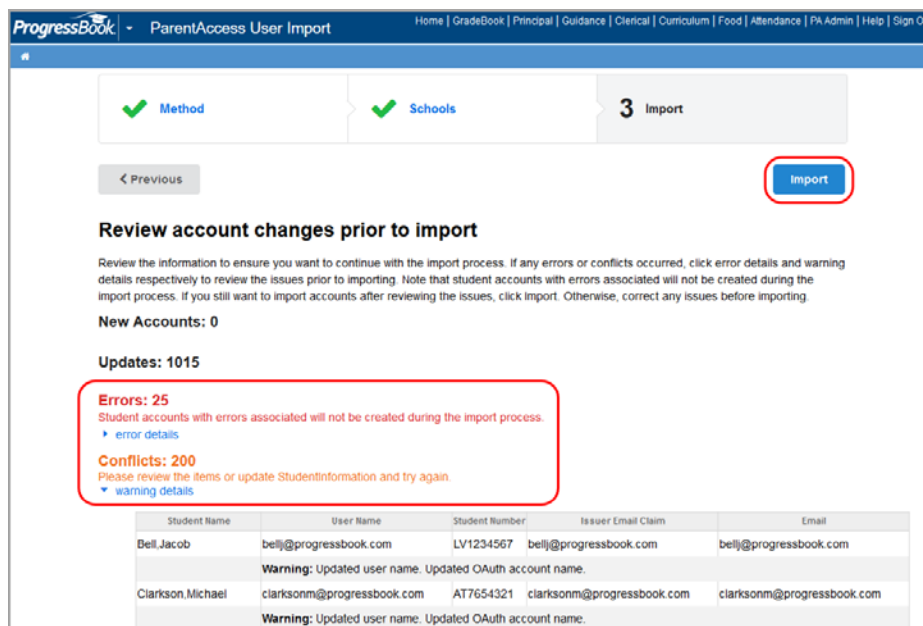 ProgressBook - ParentAccess User Import
Home | GradeBook | Principal | Guidance | Clerical | Curriculum | Food | Attendance | PA Admin | Help | Sign O
Method
Schools
3 Import
Previous
Import
Review account changes prior to import
Review the information to ensure you want to continue with the import process. If any errors or conflicts occurred, click error details and warning
details respectively to review the issues prior to importing. Note that student accounts with errors associated will not be created during the
import process. If you still want to import accounts after reviewing the issues, click Import. Otherwise, correct any issues before importing.
New Accounts: 0
Updates: 1015
Errors: 25
Student accounts with errors associated will not be created during the import process.
error details
Conflicts: 200
Please review the items or update StudentInformation and try again.
warning details
Student Name User Name Student Number Issuer Email Claim Email
Bell,Jacob bellj@progressbook.com LV1234567 bellj@progressbook.com bellj@progressbook.com
Warning: Updated user name. Updated OAuth account name.
Clarkson,Michael clarksonm@progressbook.com AT7654321 clarksonm@progressbook.com clarksonm@progressbook.com
Warning: Updated user name. Updated OAuth account name.